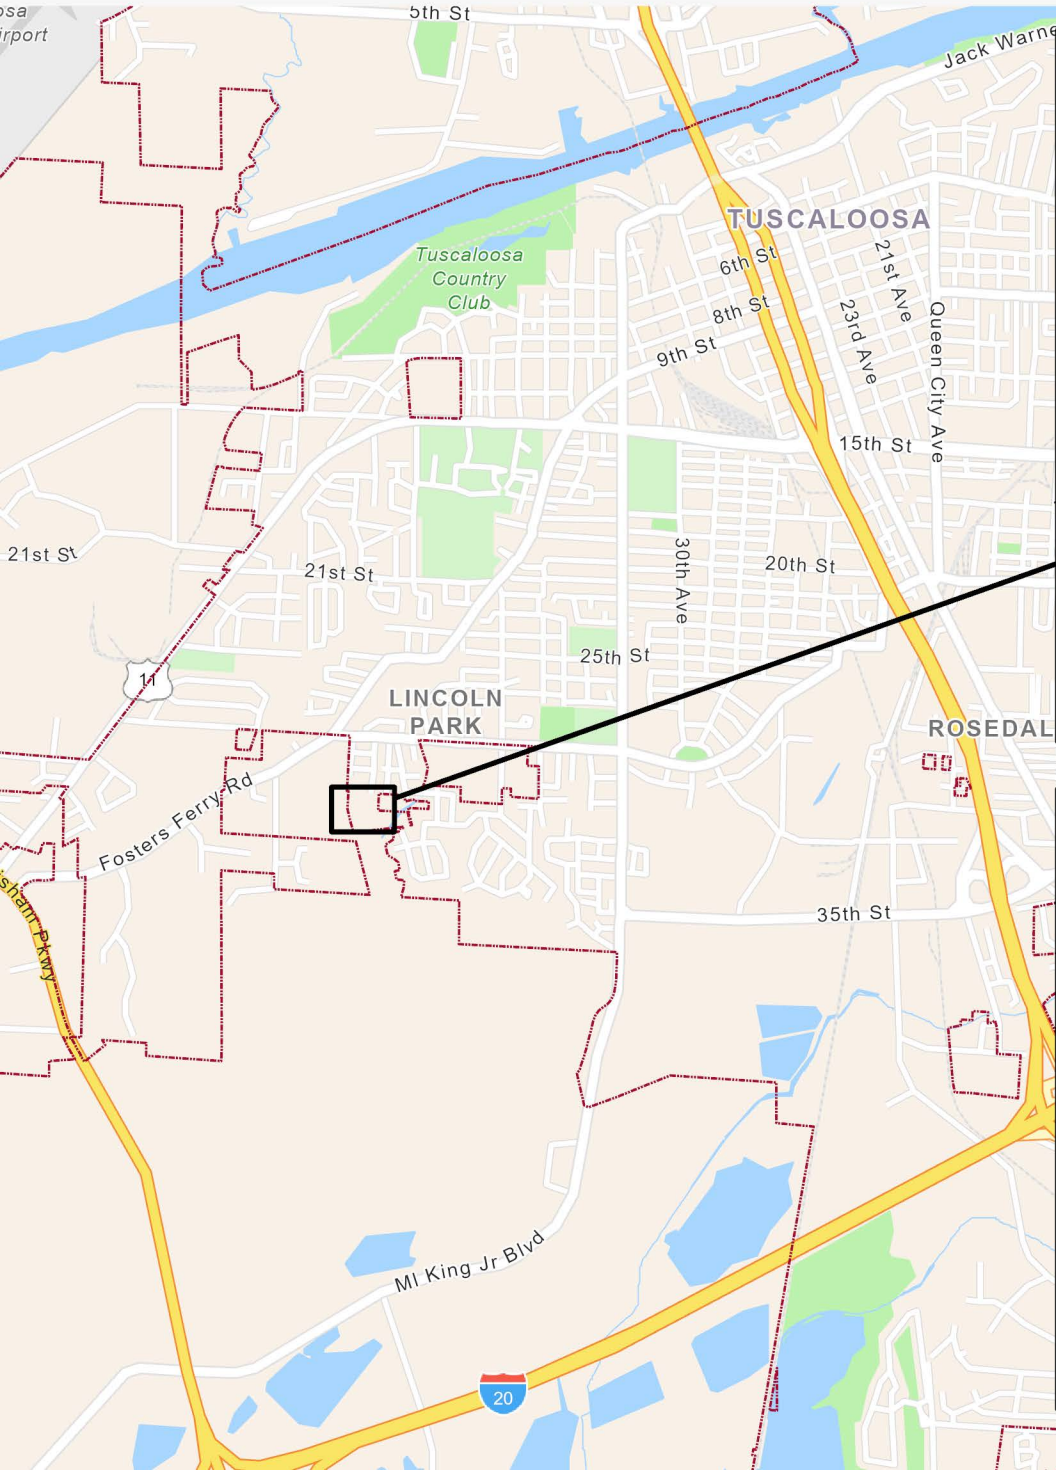 osa
irport
5th St
Jack Warne
TUSCALOOSA
Tuscaloosa
Country
Club
6th St
21st Ave
8th St
23rd Ave
Queen City Ave
9th St
15th St
21st St
21st St
30th Ave
20th St
25th St
11
LINCOLN
PARK
ROSEDAL
Fosters Ferry Rd
sham Pkwy
35th St
Ml King Jr Blvd
20